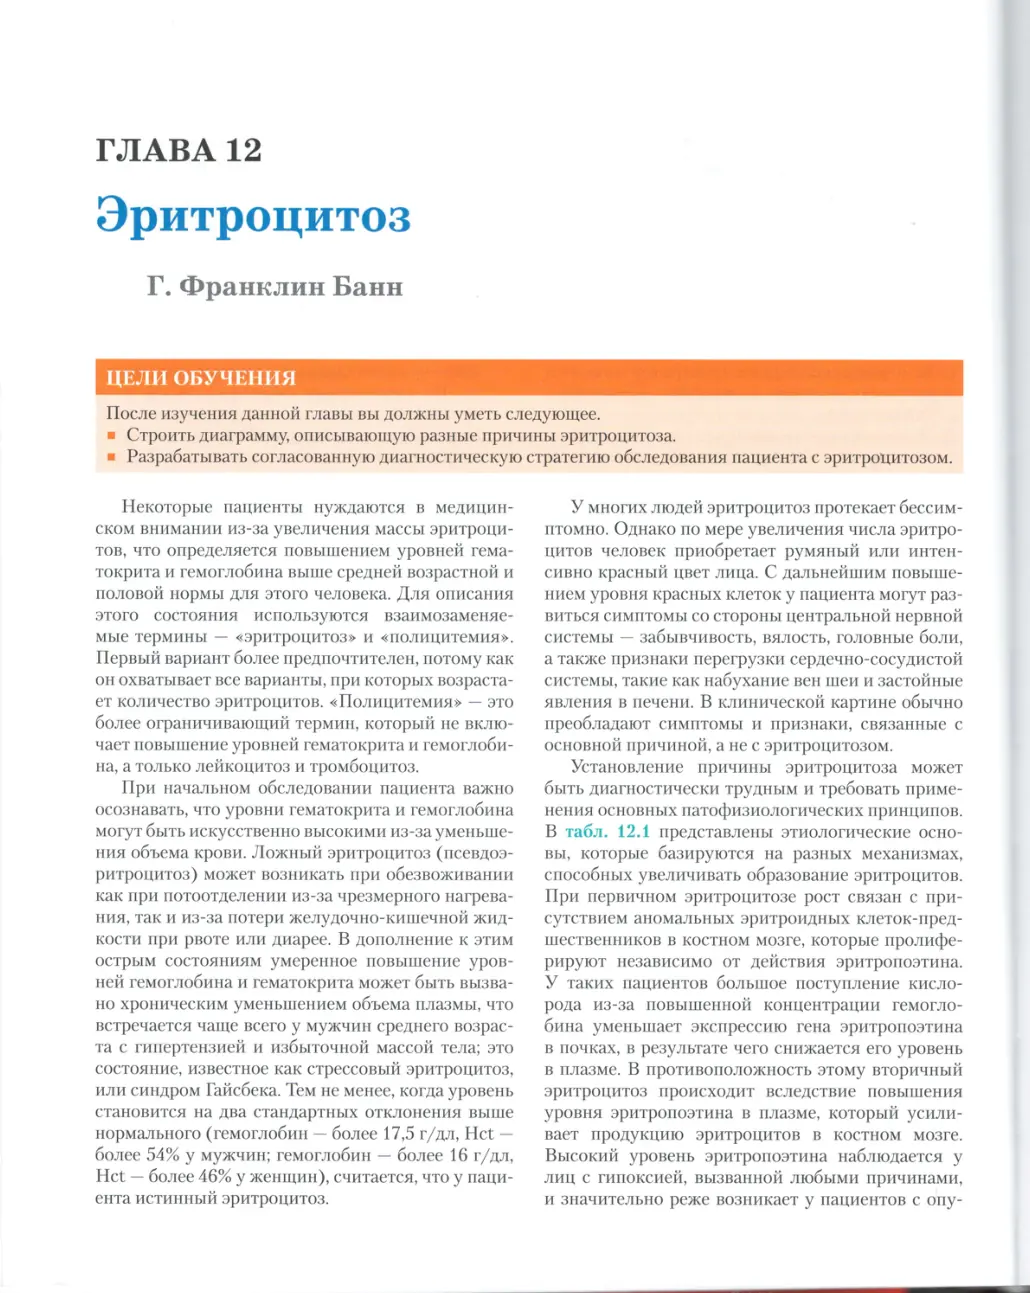 ГЛАВА 12
Эритроцитоз
Г. Франклин Банн
ЦЕЛИ ОБУЧЕНИЯ
После изучения данной главы вы должны уметь следующее.
▪ Строить диаграмму, описывающую разные причины эритроцитоза.
▪ Разрабатывать согласованную диагностическую стратегию обследования пациента с эритроцитозом.
Некоторые пациенты нуждаются в медицин-
ском внимании из-за увеличения массы эритроци-
тов, что определяется повышением уровней гема-
токрита и гемоглобина выше средней возрастной и
половой нормы для этого человека. Для описания
этого состояния используются взаимозаменяе-
мые термины — «эритроцитоз» и «полицитемия».
Первый вариант более предпочтителен, потому как
он охватывает все варианты, при которых возраста-
ет количество эритроцитов. «Полицитемия» — это
более ограничивающий термин, который не вклю-
чает повышение уровней гематокрита и гемоглоби-
на, а только лейкоцитоз и тромбоцитоз.
При начальном обследовании пациента важно
осознавать, что уровни гематокрита и гемоглобина
могут быть искусственно высокими из-за уменьше-
ния объема крови. Ложный эритроцитоз (псевдоэ-
ритроцитоз) может возникать при обезвоживании
как при потоотделении из-за чрезмерного нагрева-
ния, так и из-за потери желудочно-кишечной жид-
кости при рвоте или диарее. В дополнение к этим
острым состояниям умеренное повышение уров-
ней гемоглобина и гематокрита может быть вызва-
но хроническим уменьшением объема плазмы, что
встречается чаще всего у мужчин среднего возрас-
та с гипертензией и избыточной массой тела; это
состояние, известное как стрессовый эритроцитоз,
или синдром Гайсбека. Тем не менее, когда уровень
становится на два стандартных отклонения выше
нормального (гемоглобин — более 17,5 г/дл, Hct —
более 54% у мужчин; гемоглобин — более 16 г/дл,
Hct — более 46% у женщин), считается, что у паци-
ента истинный эритроцитоз.
У многих людей эритроцитоз протекает бессим-
птомно. Однако по мере увеличения числа эритро-
цитов человек приобретает румяный или интен-
сивно красный цвет лица. С дальнейшим повыше-
нием уровня красных клеток у пациента могут раз-
виться симптомы со стороны центральной нервной
системы — забывчивость, вялость, головные боли,
а также признаки перегрузки сердечно-сосудистой
системы, такие как набухание вен шеи и застойные
явления в печени. В клинической картине обычно
преобладают симптомы и признаки, связанные с
основной причиной, а не с эритроцитозом.
Установление причины эритроцитоза может
быть диагностически трудным и требовать приме-
нения основных патофизиологических принципов.
В табл. 12.1 представлены этиологические осно-
вы, которые базируются на разных механизмах,
способных увеличивать образование эритроцитов.
При первичном эритроцитозе рост связан с при-
сутствием аномальных эритроидных клеток-пред-
шественников в костном мозге, которые пролифе-
рируют независимо от действия эритропоэтина.
У таких пациентов большое поступление кисло-
рода из-за повышенной концентрации гемогло-
бина уменьшает экспрессию гена эритропоэтина
в почках, в результате чего снижается его уровень
в плазме. В противоположность этому вторичный
эритроцитоз происходит вследствие повышения
уровня эритропоэтина в плазме, который усили-
вает продукцию эритроцитов в костном мозге.
Высокий уровень эритропоэтина наблюдается у
лиц с гипоксией, вызванной любыми причинами,
и значительно реже возникает у пациентов с опу-